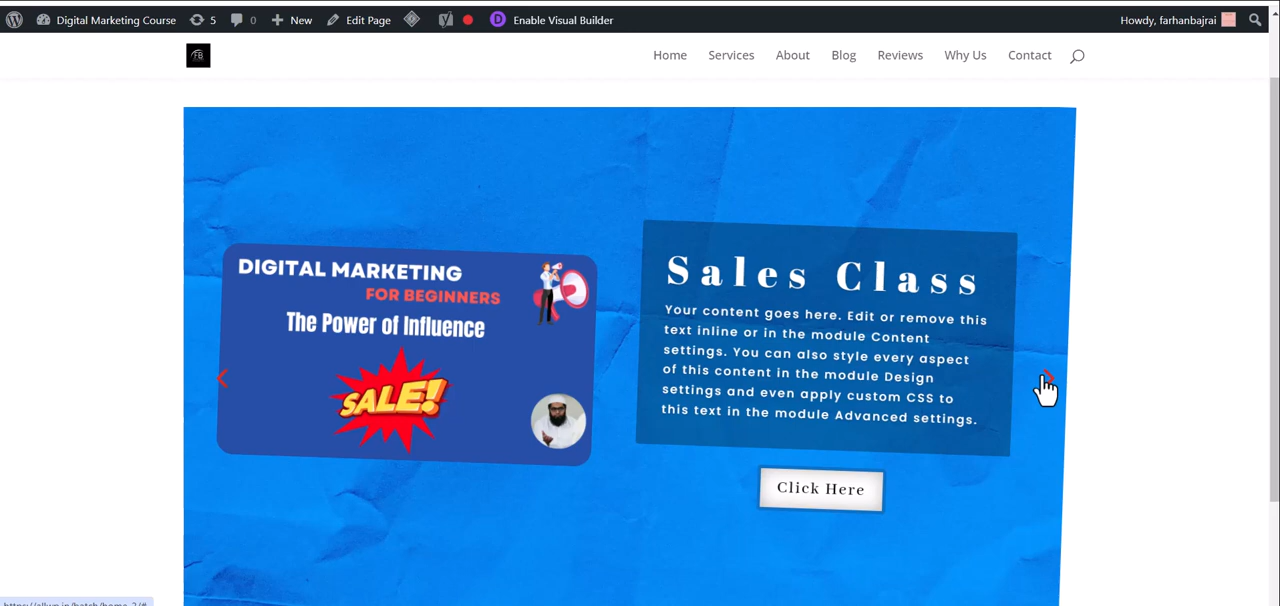 Digital Marketing Course 5 0 New Edit Page D Enable Visual Builder Howdy, farhanbajrai
FB Home Services About Blog Reviews Why Us Contact
DIGITAL MARKETING
FOR BEGINNERS
The Power of Influence
SALE!
Sales Class
Your content goes here. Edit or remove this
text inline or in the module Content
settings. You can also style every aspect
of this content in the module Design
settings and even apply custom CSS to
this text in the module Advanced settings.
Click Here